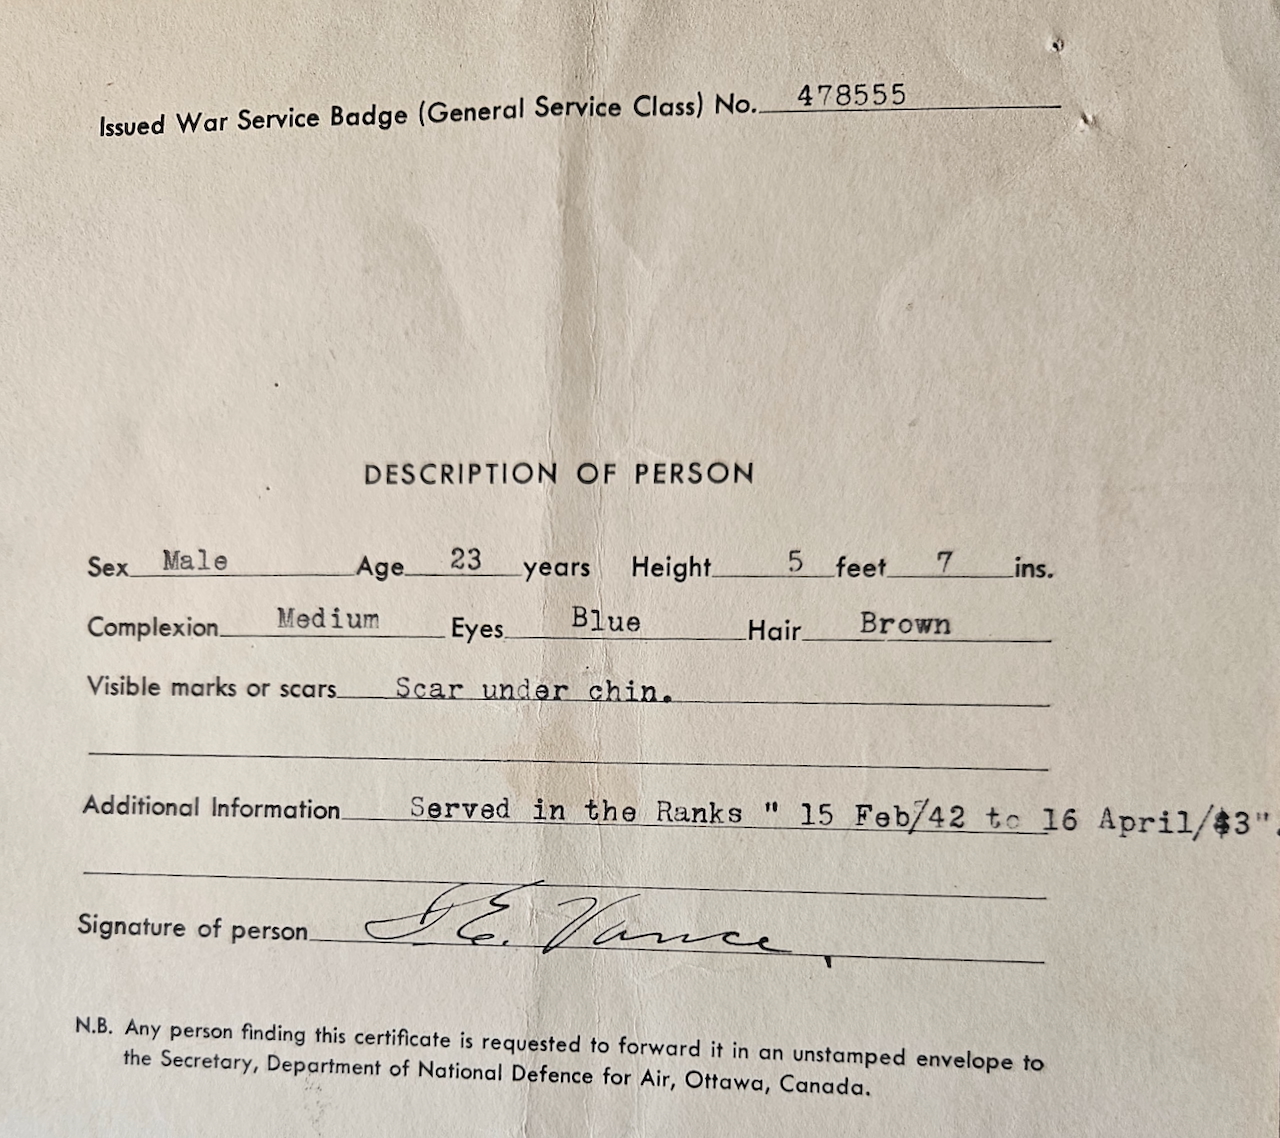 Issued War Service Badge (General Service Class) No. 478555
DESCRIPTION OF PERSON
Sex Male Age 23 years Height 5 feet 7 ins.
Complexion Medium Eyes Blue Hair Brown
Visible marks or scars Scar under chin.
Additional Information Served in the Ranks " 15 Feb/42 to 16 April/43".
Signature of person E. Vance
N.B. Any person finding this certificate is requested to forward it in an unstamped envelope to
the Secretary, Department of National Defence for Air, Ottawa, Canada.